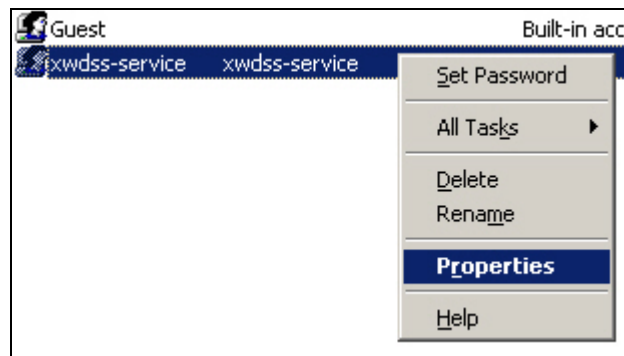 Guest Built-in acc
xwdss-service xwdss-service
Set Password
All Tasks
Delete
Rename
Properties
Help